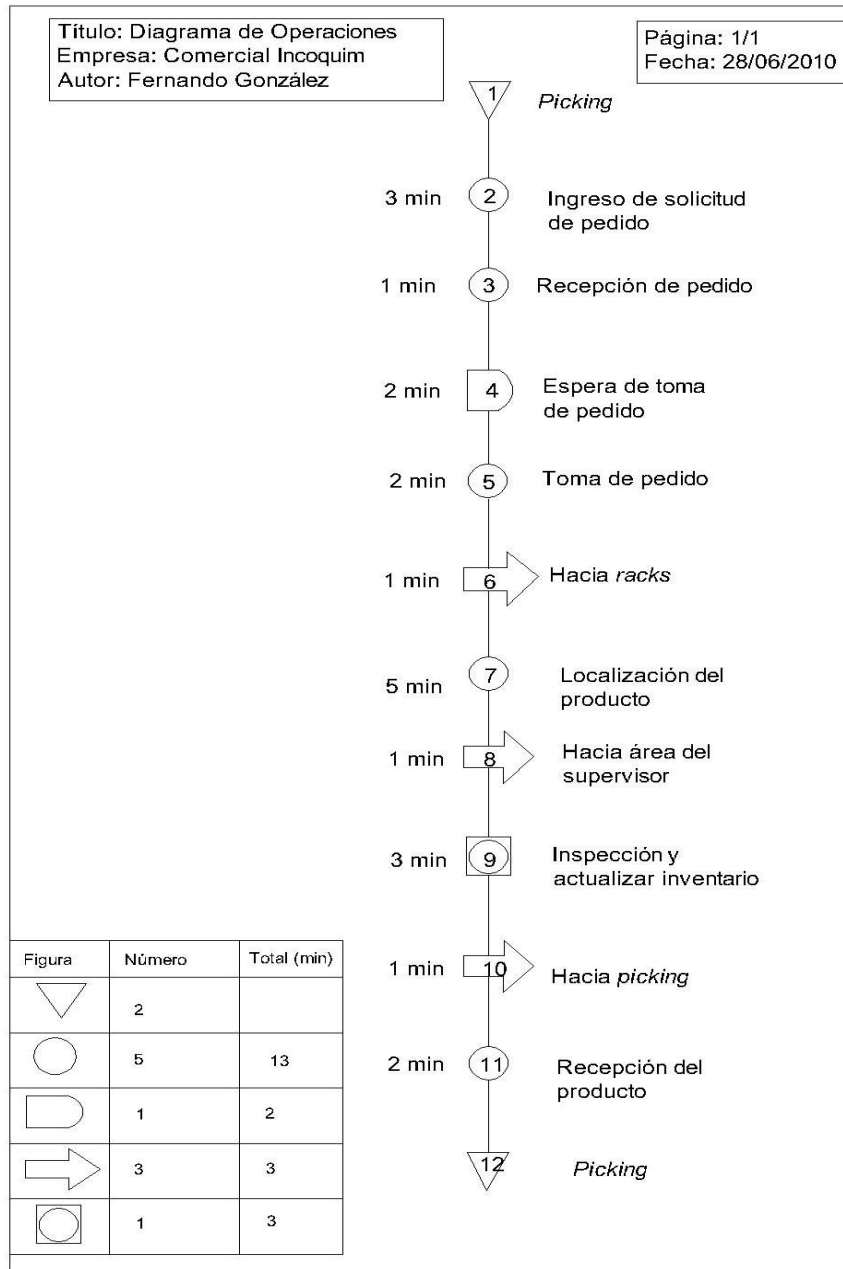 Título: Diagrama de Operaciones
Empresa: Comercial Incoquim
Autor: Fernando González
Página: 1/1
Fecha: 28/06/2010
1 Picking
3 min 2 Ingreso de solicitud
de pedido
1 min 3 Recepción de pedido
2 min 4 Espera de toma
de pedido
2 min 5 Toma de pedido
1 min 6 Hacia racks
5 min 7 Localización del
producto
1 min 8 Hacia área del
supervisor
3 min 9 Inspección y
actualizar inventario
1 min 10 Hacia picking
2 min 11 Recepción del
producto
12 Picking
Figura Número Total (min)
2
5 13
1 2
3 3
1 3